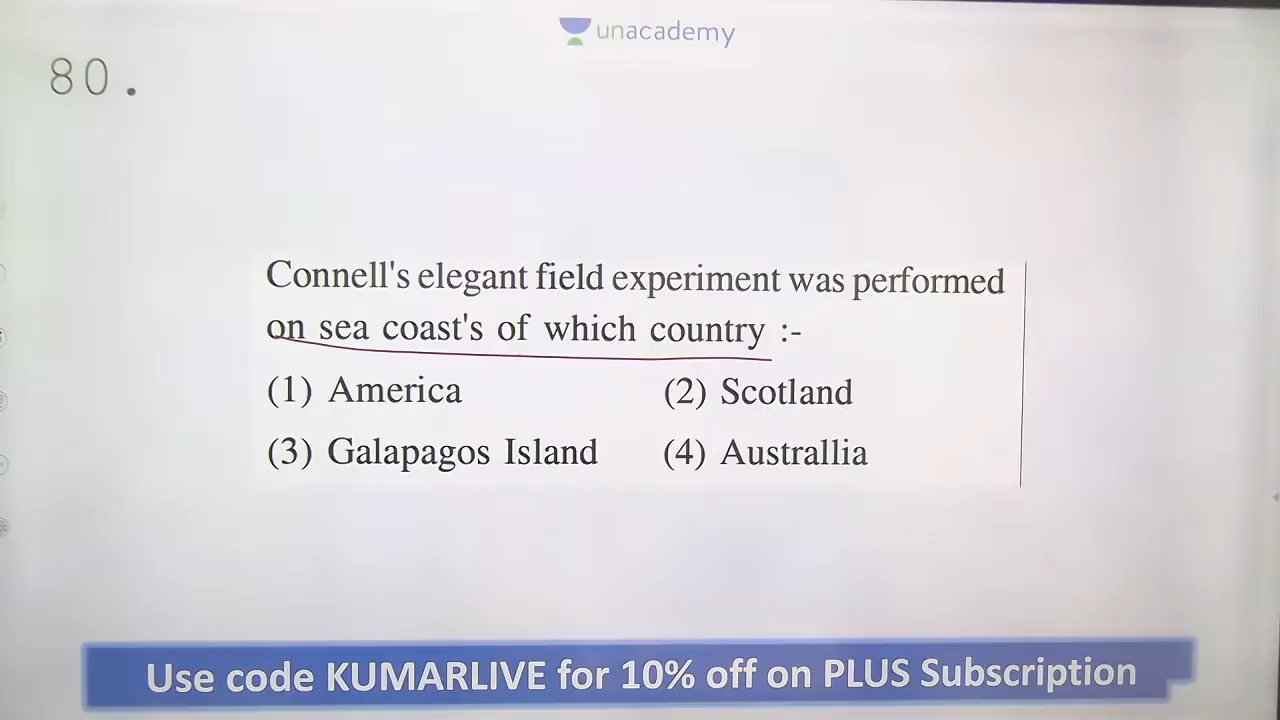 unacademy
80.
Connell's elegant field experiment was performed
on sea coast's of which country :-
(1) America (2) Scotland
(3) Galapagos Island (4) Australlia
Use code KUMARLIVE for 10% off on PLUS Subscription